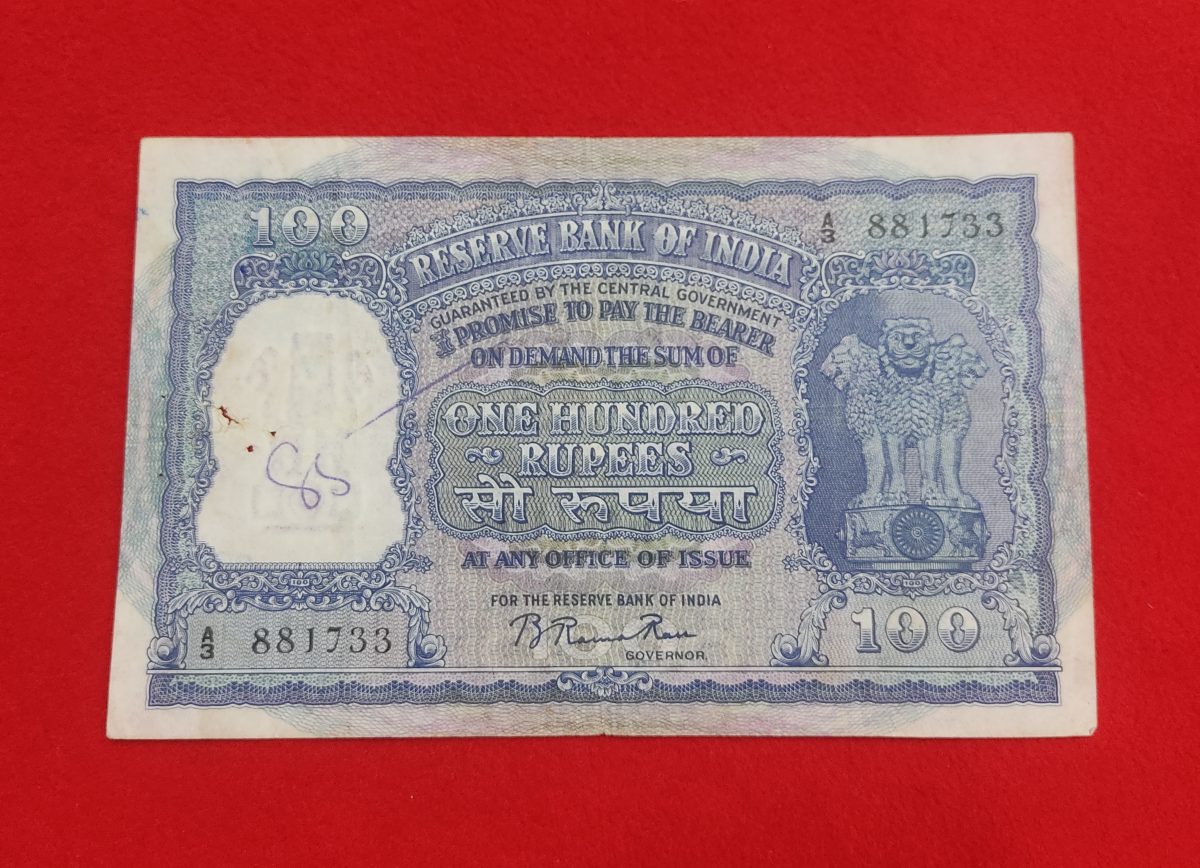 100
A/3 881733
RESERVE BANK OF INDIA
GUARANTEED BY THE CENTRAL GOVERNMENT
I PROMISE TO PAY THE BEARER
ON DEMAND THE SUM OF
ONE HUNDRED
RUPEES
सौ रूपया
AT ANY OFFICE OF ISSUE
FOR THE RESERVE BANK OF INDIA
B Rama Rau
GOVERNOR.
A/3 881733
100